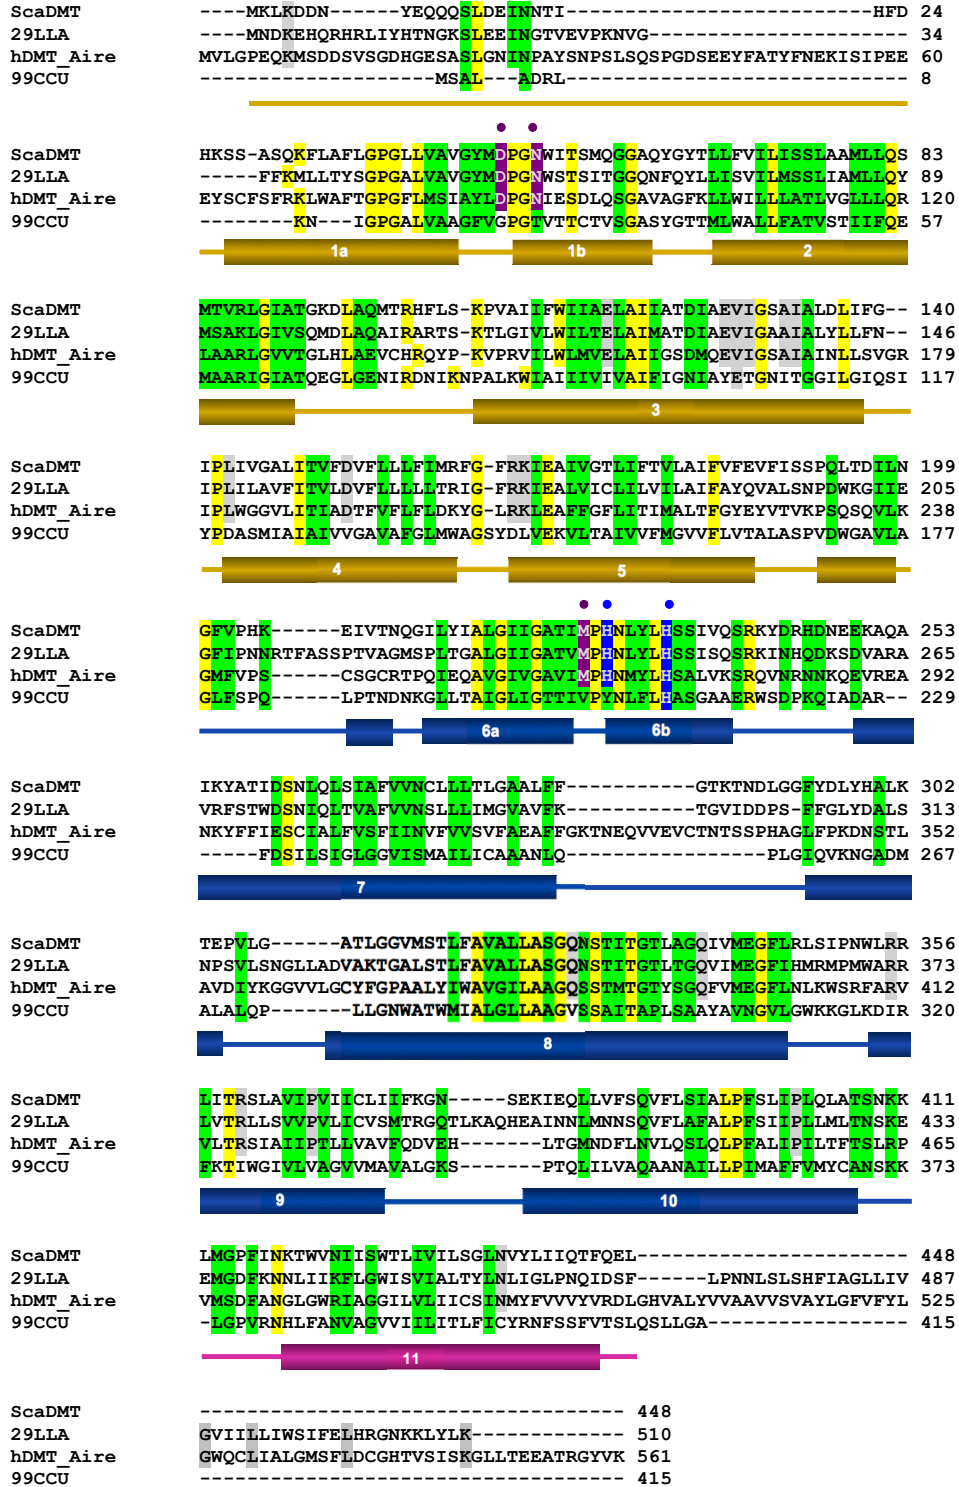 ScaDMT ----MKLKDDN------YEQQQSLDEINNTI--------------------------HFD 24
29LLA ----MNDKEHQRHRLIYHTNGKSLEEINGTVEVPKNVG---------------------- 34
hDMT_Aire MVLGPEQKMSDDSVSGDHGESASLGNINPAYSNPSLSQSPGDSEEYFATYFNEKISIPEE 60
99CCU --------------------MSAL---ADRL----------------------------- 8
ScaDMT HKSS-ASQKFLAFLGPGLLVAVGYMDPGNWITSMQGGAQYGYTLLFVILISSLAAMLLQS 83
29LLA -----FFKMLLTYSGPGALVAVGYMDPGNWSTSITGGQNFQYLLISVILMSSLIAMLLQY 89
hDMT_Aire EYSCFSFRKLWAFTGPGFLMSIAYLDPGNIESDLQSGAVAGFKLLWILLLATLVGLLLQR 120
99CCU --------KN---IGPGALVAAGFVGPGTVTTCTVSGASYGTTMLWALLFATVSTIIFQE 57
1a 1b 2
ScaDMT MTVRLGIATGKDLAQMTRHFLS-KPVAIIFWIIAELAIIATDIAEVIGSAIALDLIFG-- 140
29LLA MSAKLGIVSQMDLAQAIRARTS-KTLGIVLWILTELAIMATDIAEVIGAAIALYLLFN-- 146
hDMT_Aire LAARLGVVTGLHLAEVCHRQYP-KVPRVILWLMVELAIIGSDMQEVIGSAIAINLLSVGR 179
99CCU MAARIGIATQEGLGENIRDNIKNPALKWIAIIIVIVAIFIGNIAYETGNITGGILGIQSI 117
3
ScaDMT IPLIVGALITVFDVFLLLFIMRFG-FRKIEAIVGTLIFTVLAIFVFEVFISSPQLTDILN 199
29LLA IPLILAVFITVLDVFLLLLLTRIG-FRKIEALVICLILVILAIFAYQVALSNPDWKGIIE 205
hDMT_Aire IPLWGGVLITIADTFVFLFLDKYG-LRKLEAFFGFLITIMALTFGYEYVTVKPSQSQVLK 238
99CCU YPDASMIAIAIVVGAVAFGLMWAGSYDLVEKVLTAIVVFMGVVFLVTALASPVDWGAVLA 177
4 5
ScaDMT GFVPHK------EIVTNQGILYIALGIIGATIMPHNLYLHSSIVQSRKYDRHDNEEKAQA 253
29LLA GFIPNNRTFASSPTVAGMSPLTGALGIIGATVMPHNLYLHSSISQSRKINHQDKSDVARA 265
hDMT_Aire GMFVPS------CSGCRTPQIEQAVGIVGAVIMPHNMYLHSALVKSRQVNRNNKQEVREA 292
99CCU GLFSPQ------LPTNDNKGLLTAIGLIGTTIVPYNLFLHASGAAERWSDPKQIADAR-- 229
6a 6b
ScaDMT IKYATIDSNLQLSIAFVVNCLLLTLGAALFF-----------GTKTNDLGGFYDLYHALK 302
29LLA VRFSTWDSNIQLTVAFVVNSLLLIMGVAVFK-----------TGVIDDPS-FFGLYDALS 313
hDMT_Aire NKYFFIESCIALFVSFIINVFVVSVFAEAFFGKTNEQVVEVCTNTSSPHAGLFPKDNSTL 352
99CCU -----FDSILSIGLGGVISMAILICAAANLQ-----------------PLGIQVKNGADM 267
7
ScaDMT TEPVLG------ATLGGVMSTLFAVALLASGQNSTITGTLAGQIVMEGFLRLSIPNWLRR 356
29LLA NPSVLSNGLLADVAKTGALSTLFAVALLASGQNSTITGTLTGQVIMEGFIHMRMPMWARR 373
hDMT_Aire AVDIYKGGVVLGCYFGPAALYIWAVGILAAGQSSTMTGTYSGQFVMEGFLNLKWSRFARV 412
99CCU ALALQP-------LLGNWATWMIALGLLAAGVSSAITAPLSAAYAVNGVLGWKKGLKDIR 320
8
ScaDMT LITRSLAVIPVIICLIIFKGN-----SEKIEQLLVFSQVFLSIALPFSLIPLQLATSNKK 411
29LLA LVTRLLSVVPVLICVSMTRGQTLKAQHEAINNLMNNSQVFLAFALPFSIIPLLMLTNSKE 433
hDMT_Aire VLTRSIAIIPTLLVAVFQDVEH-------LTGMNDFLNVLQSLQLPFALIPILTFTSLRP 465
99CCU FKTIWGIVLVAGVVMAVALGKS-------PTQLILVAQAANAILLPIMAFFVMYCANSKK 373
9 10
ScaDMT LMGPFINKTWVNIISWTLIVILSGLNVYLIIQTFQEL----------------------- 448
29LLA EMGDFKNNLIIKFLGWISVIALTYLNLIGLPNQIDSF------LPNNLSLSHFIAGLLIV 487
hDMT_Aire VMSDFANGLGWRIAGGILVLIICSINMYFVVVYVRDLGHVALYVVAAVVSVAYLGFVFYL 525
99CCU -LGPVRNHLFANVAGVVIILITLFICYRNFSSFVTSLQSLLGA----------------- 415
11
ScaDMT ------------------------------------ 448
29LLA GVIILLIWSIFELHRGNKKLYLK------------- 510
hDMT_Aire GWQCLIALGMSFLDCGHTVSISKGLLTEEATRGYVK 561
99CCU ------------------------------------ 415